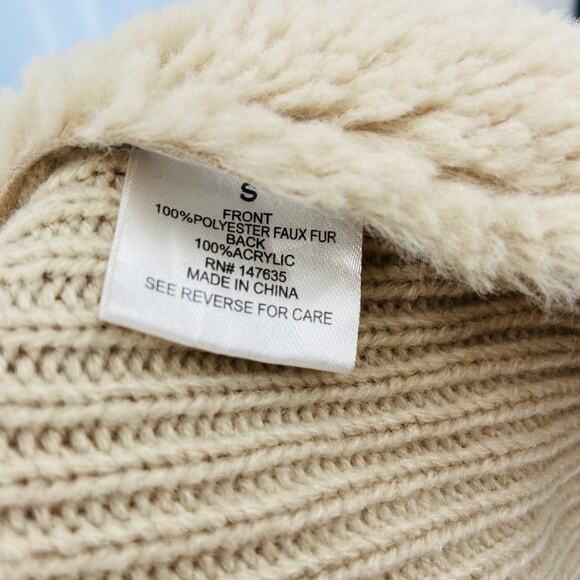 S
FRONT
100%POLYESTER FAUX FUR
BACK
100%ACRYLIC
RN# 147635
MADE IN CHINA
SEE REVERSE FOR CARE